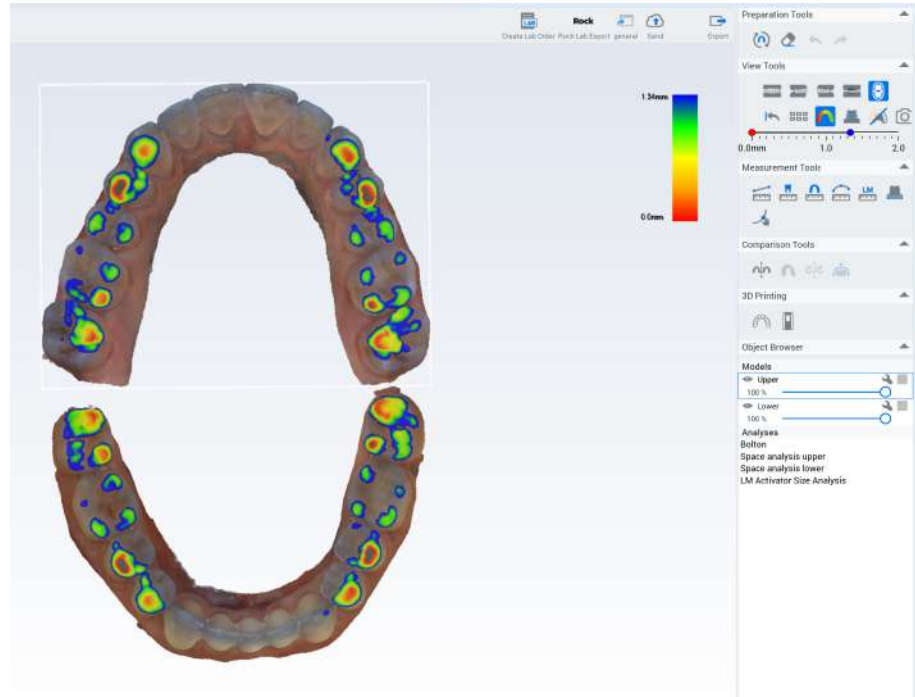 Preparation Tools
LAB
Rock
Create Lab Order Rock Lab Export general Send Export
View Tools
1.34mm
0.0mm 1.0 2.0
Measurement Tools
LM
0.0mm
Comparison Tools
3D Printing
Object Browser
Models
Upper
100 %
Lower
100 %
Analyses
Bolton
Space analysis upper
Space analysis lower
LM Activator Size Analysis